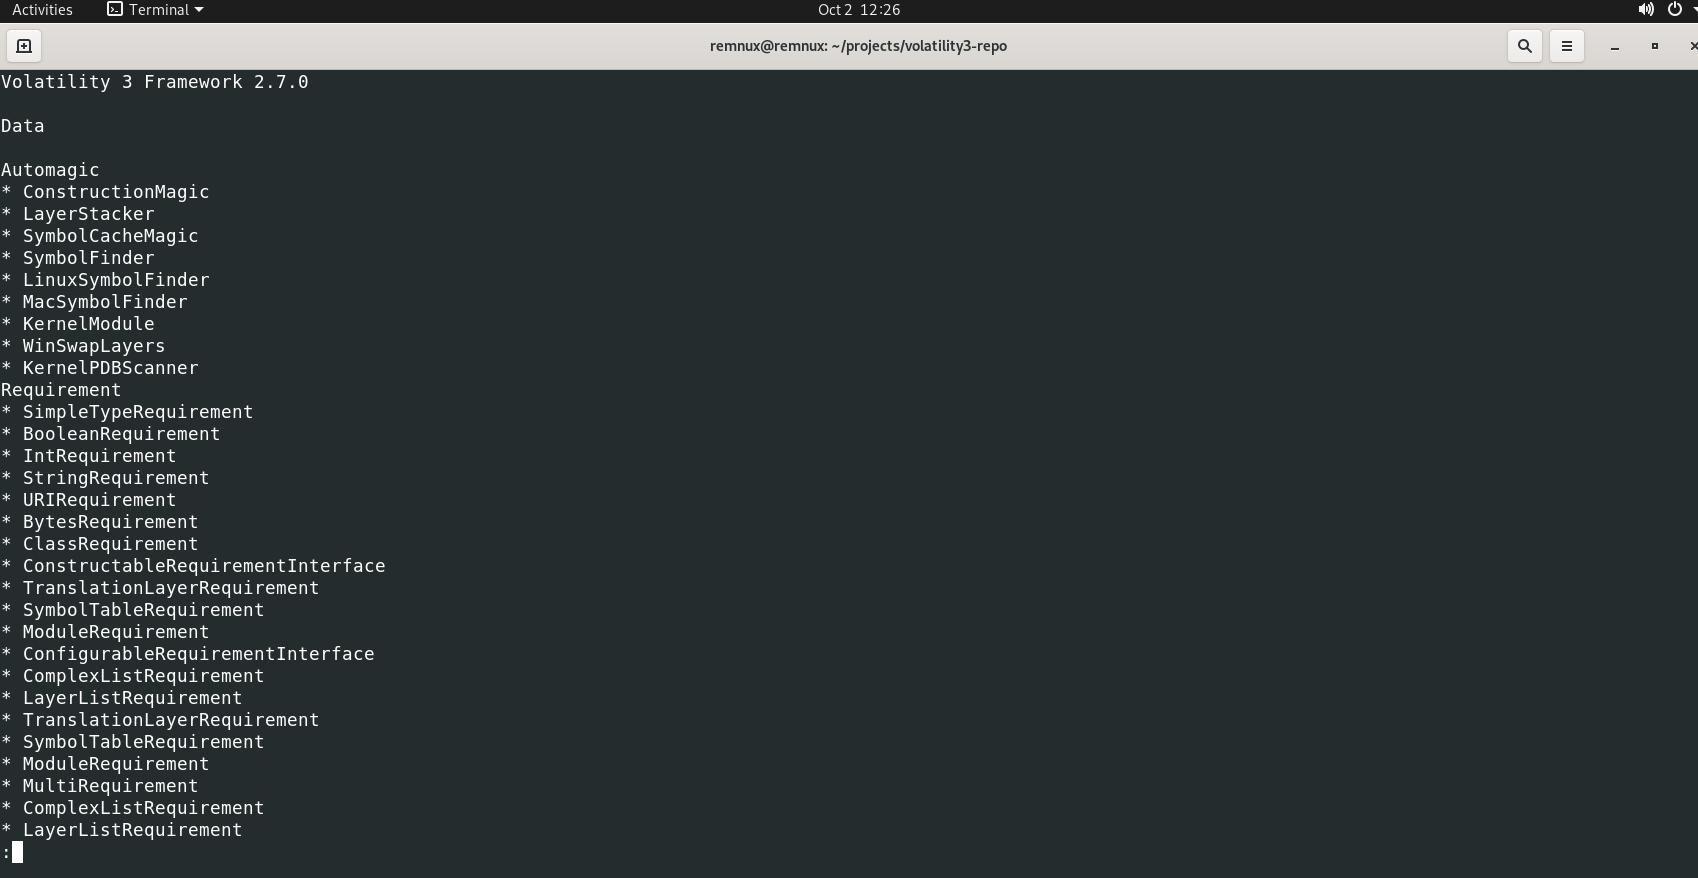 Activities Terminal Oct 2 12:26
remnux@remnux: ~/projects/volatility3-repo
Volatility 3 Framework 2.7.0
Data
Automagic
* ConstructionMagic
* LayerStacker
* SymbolCacheMagic
* SymbolFinder
* LinuxSymbolFinder
* MacSymbolFinder
* KernelModule
* WinSwapLayers
* KernelPDBScanner
Requirement
* SimpleTypeRequirement
* BooleanRequirement
* IntRequirement
* StringRequirement
* URIRequirement
* BytesRequirement
* ClassRequirement
* ConstructableRequirementInterface
* TranslationLayerRequirement
* SymbolTableRequirement
* ModuleRequirement
* ConfigurableRequirementInterface
* ComplexListRequirement
* LayerListRequirement
* TranslationLayerRequirement
* SymbolTableRequirement
* ModuleRequirement
* MultiRequirement
* ComplexListRequirement
* LayerListRequirement
: